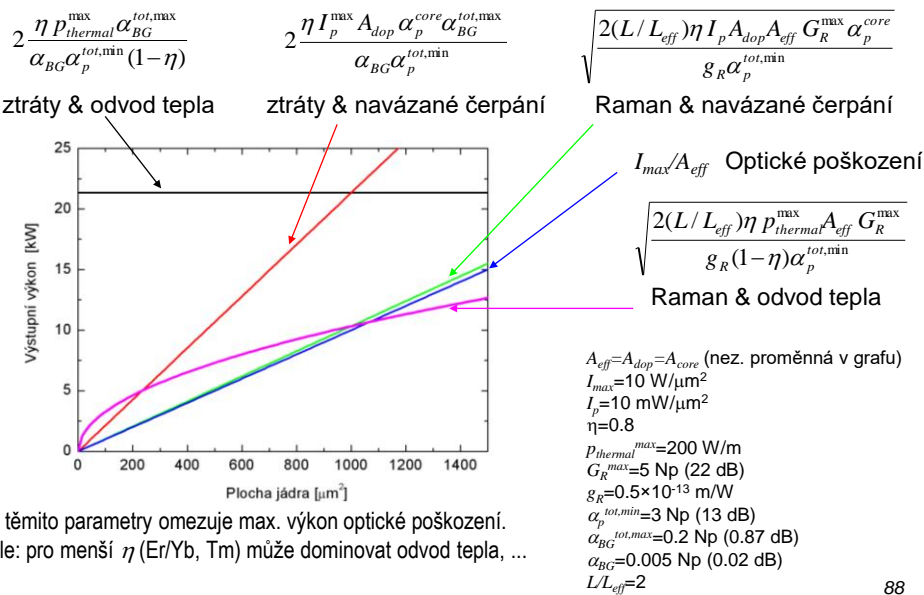 2 η p_thermal^max α_BG^tot,max / α_BG α_p^tot,min (1−η)
2 η I_p^max A_dop α_p^core α_BG^tot,max / α_BG α_p^tot,min
√ 2(L / L_eff) η I_p A_dop A_eff G_R^max α_p^core / g_R α_p^tot,min
ztráty & odvod tepla
ztráty & navázané čerpání
Raman & navázané čerpání
I_max/A_eff Optické poškození
√ 2(L / L_eff) η p_thermal^max A_eff G_R^max / g_R (1−η) α_p^tot,min
Raman & odvod tepla
25
20
15
10
5
0
Výstupní výkon [kW]
0 200 400 600 800 1000 1200 1400
Plocha jádra [μm²]
A_eff=A_dop=A_core (nez. proměnná v grafu)
I_max=10 W/μm²
I_p=10 mW/μm²
η=0.8
p_thermal^max=200 W/m
G_R^max=5 Np (22 dB)
g_R=0.5×10⁻¹³ m/W
α_p^tot,min=3 Np (13 dB)
α_BG^tot,max=0.2 Np (0.87 dB)
α_BG=0.005 Np (0.02 dB)
L/L_eff=2
těmito parametry omezuje max. výkon optické poškození.
le: pro menší η (Er/Yb, Tm) může dominovat odvod tepla, ...
88